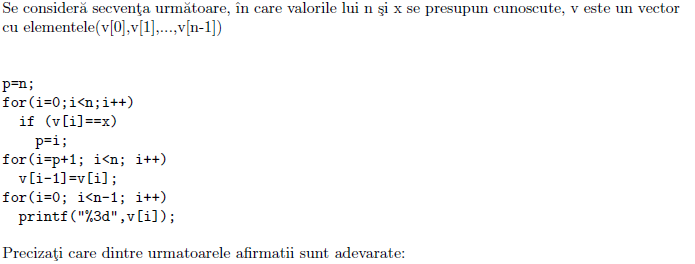 Se consideră secvenţa următoare, în care valorile lui n şi x se presupun cunoscute, v este un vector
cu elementele(v[0],v[1],...,v[n-1])
p=n;
for(i=0;i<n;i++)
  if (v[i]==x)
    p=i;
for(i=p+1; i<n; i++)
  v[i-1]=v[i];
for(i=0; i<n-1; i++)
  printf("%3d",v[i]);
Precizaţi care dintre urmatoarele afirmatii sunt adevarate: